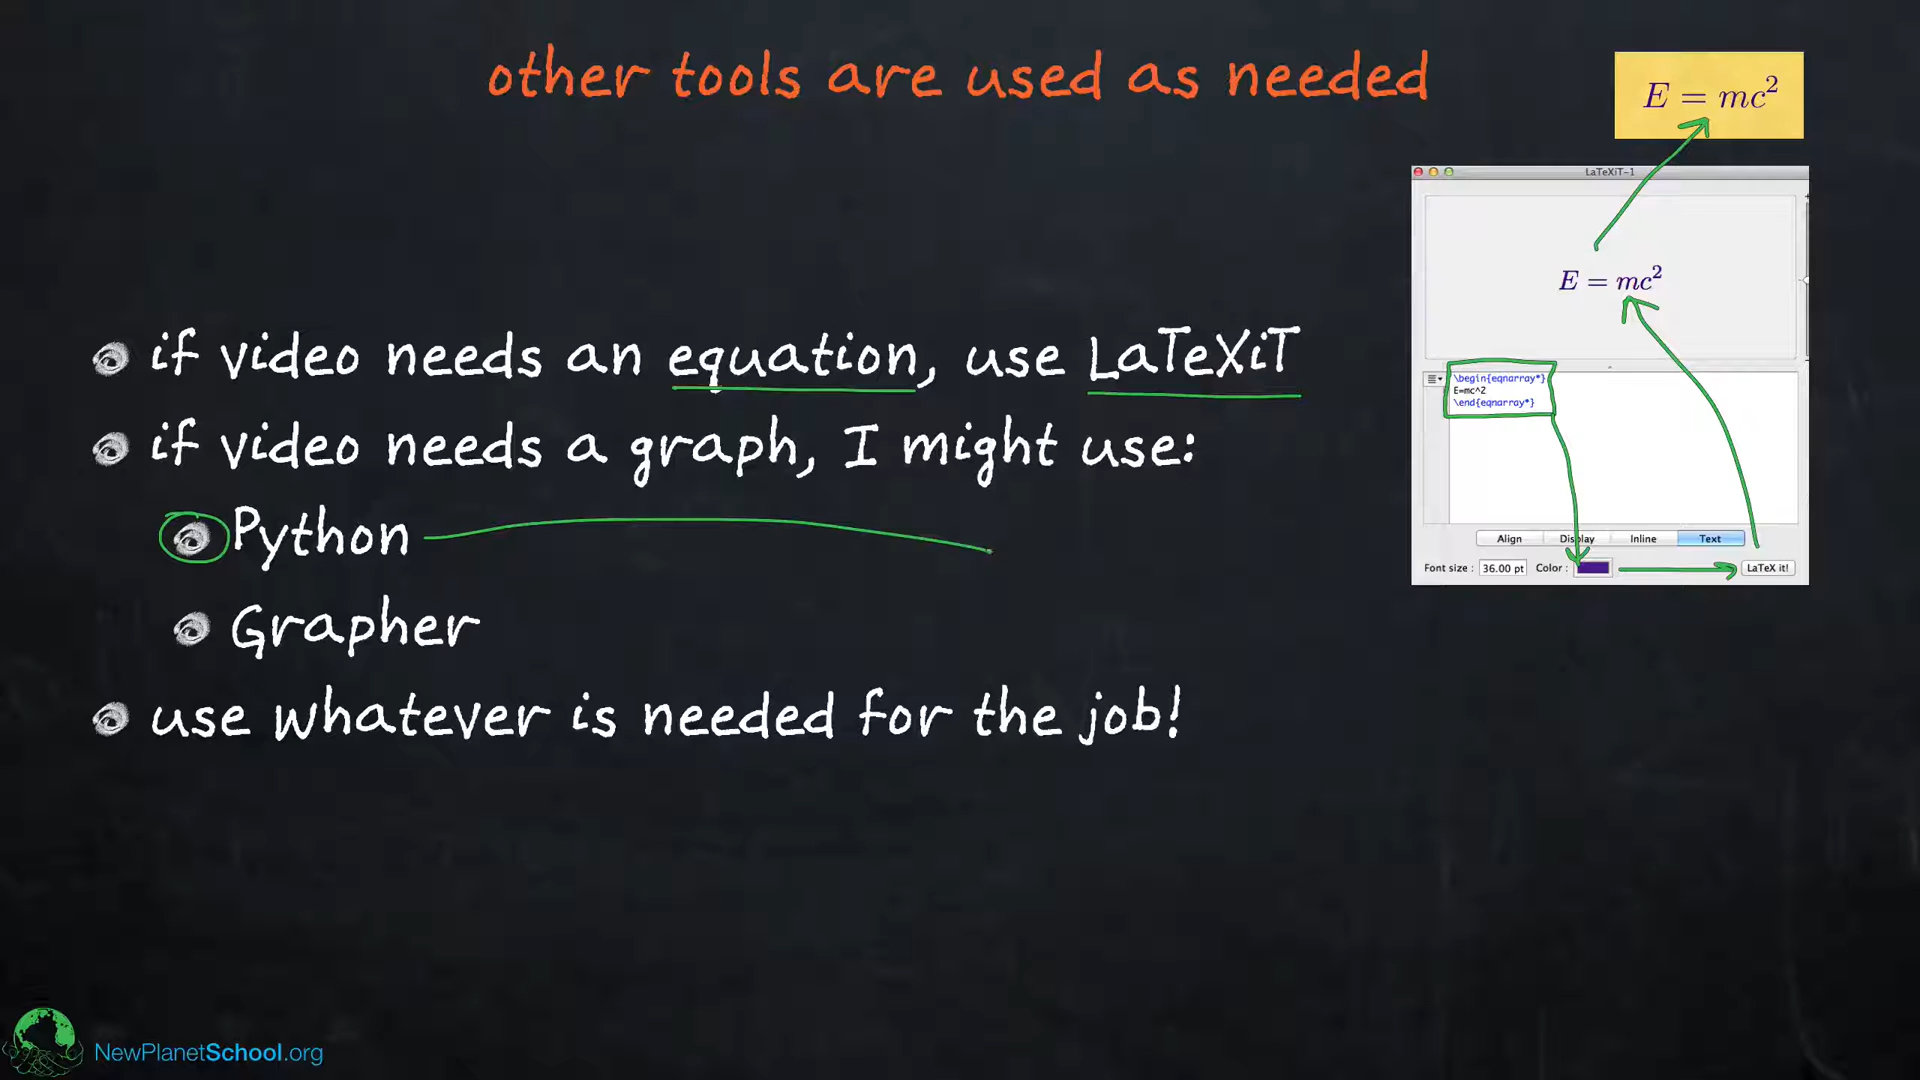 other tools are used as needed
E = mc²
LaTeXiT-1
E = mc²
if video needs an equation, use LaTeXiT
\begin{eqnarray*}
E=mc^2
\end{eqnarray*}
if video needs a graph, I might use:
Python
Align Display Inline Text
Font size : 36.00 pt Color : LaTeX it!
Grapher
use whatever is needed for the job!
NewPlanetSchool.org